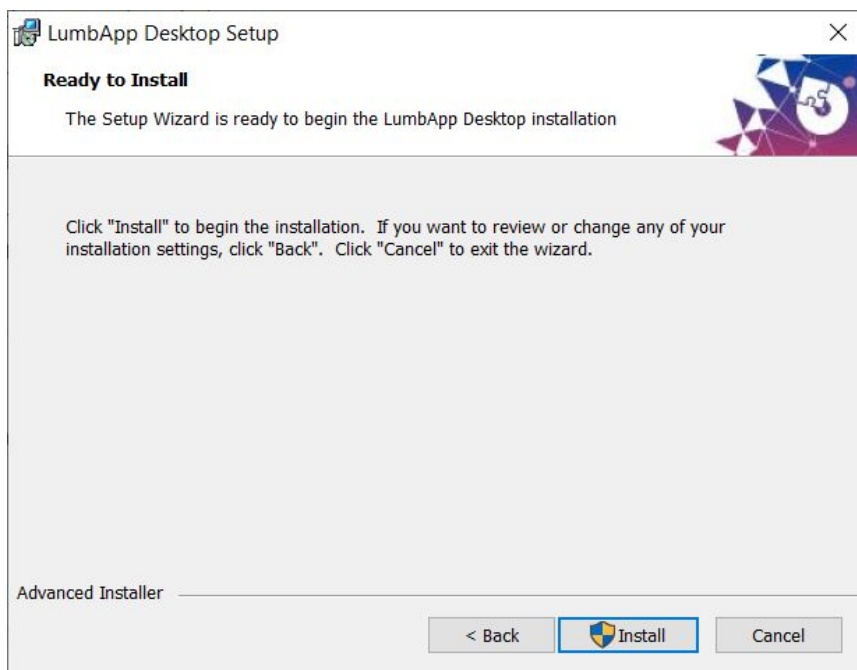 LumbApp Desktop Setup
Ready to Install
The Setup Wizard is ready to begin the LumbApp Desktop installation
Click "Install" to begin the installation. If you want to review or change any of your
installation settings, click "Back". Click "Cancel" to exit the wizard.
Advanced Installer
< Back
Install
Cancel